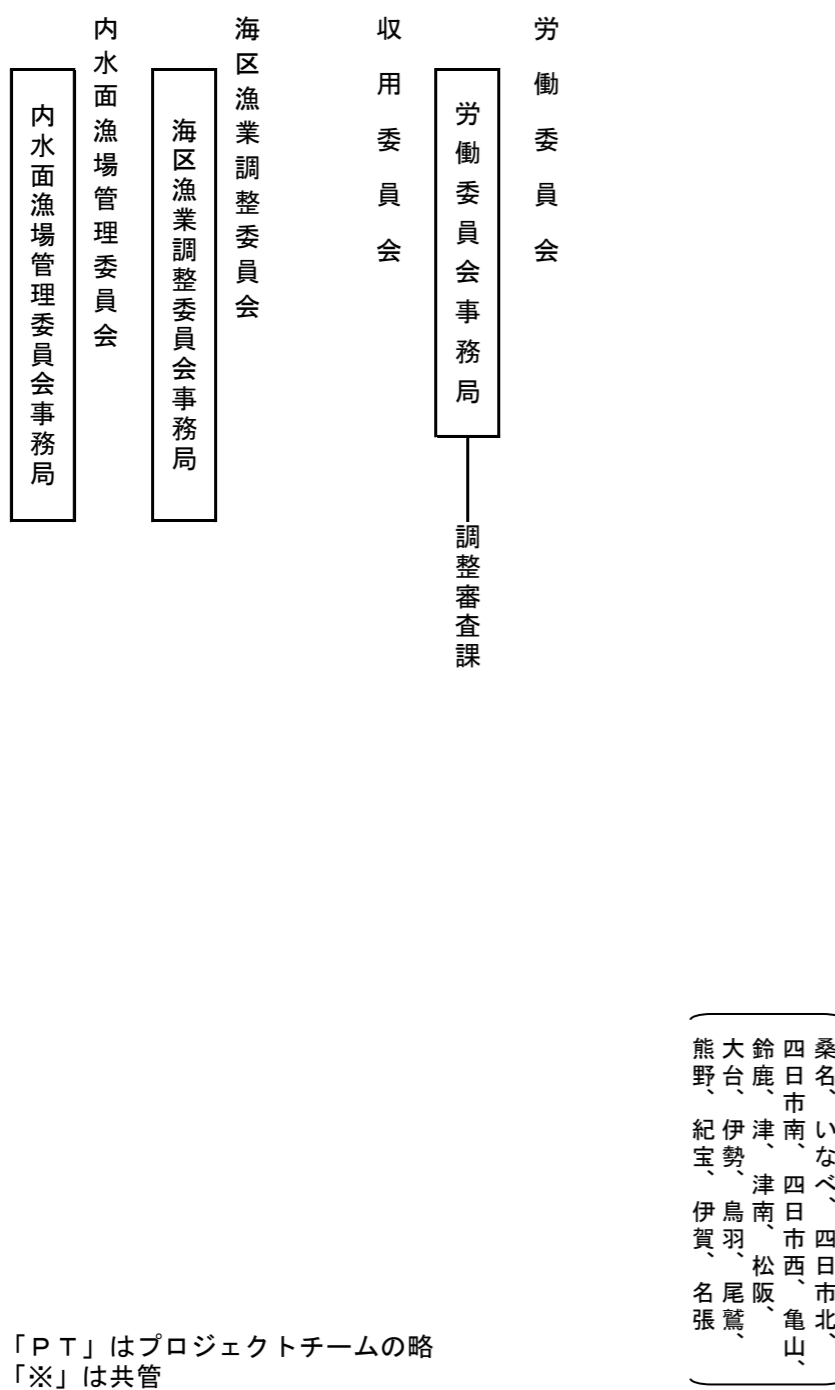 労働委員会
労働委員会事務局
調整審査課
収用委員会
海区漁業調整委員会
海区漁業調整委員会事務局
内水面漁場管理委員会
内水面漁場管理委員会事務局
桑名、いなべ、四日市北、
四日市南、四日市西、亀山、
鈴鹿、津、津南、松阪、
大台、伊勢、鳥羽、尾鷲、
熊野、紀宝、伊賀、名張
「ＰＴ」はプロジェクトチームの略
「※」は共管